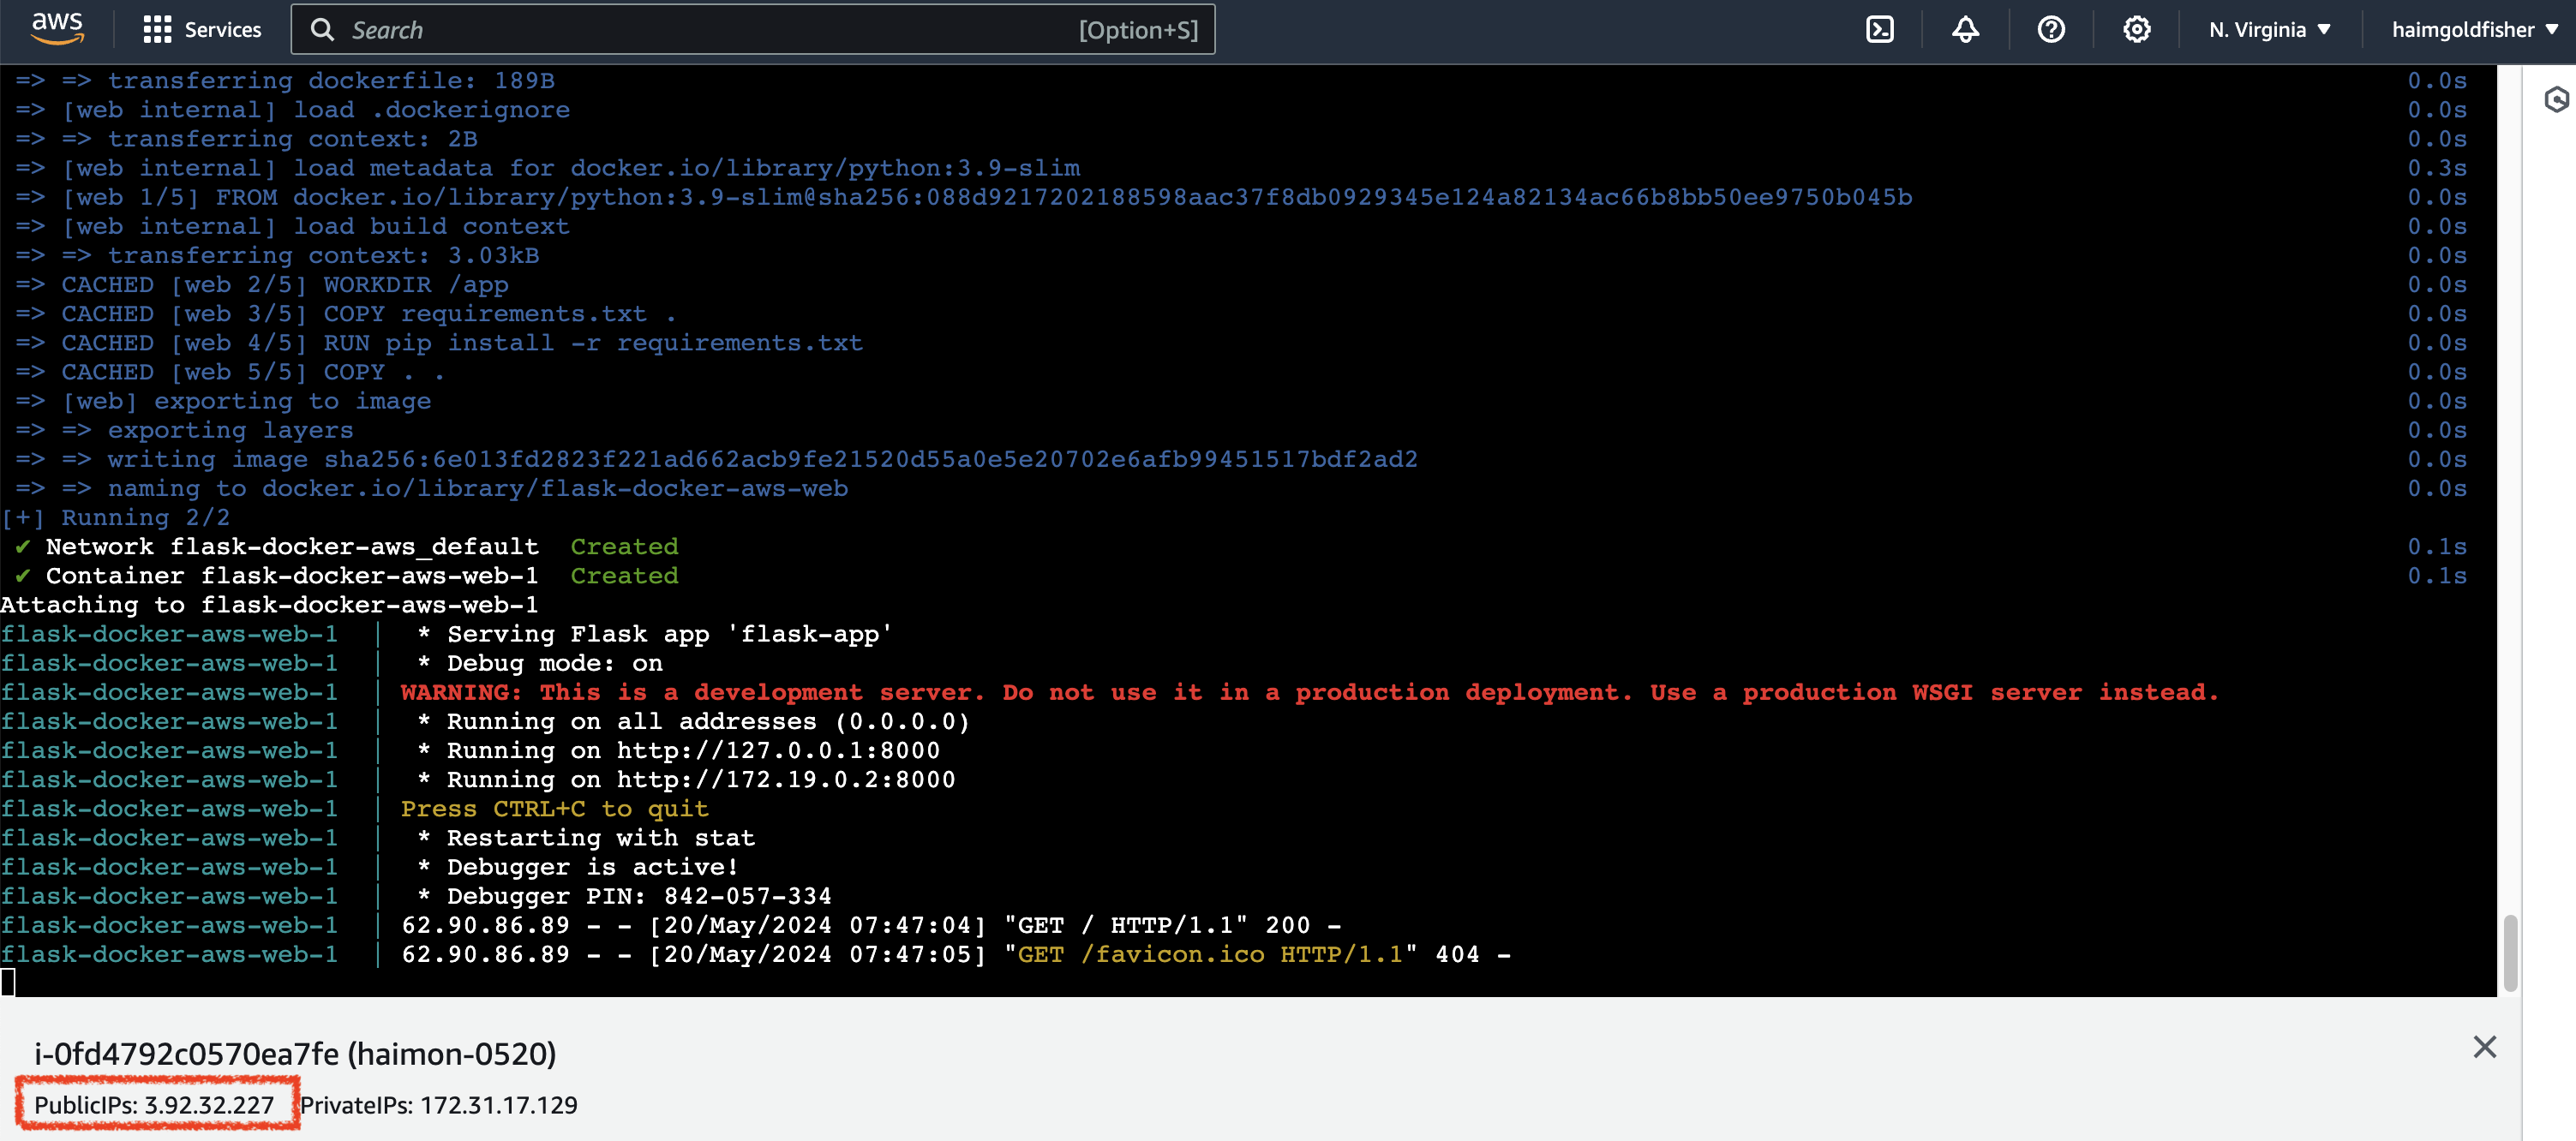 aws Services Search [Option+S] N. Virginia haimgoldfisher
=> => transferring dockerfile: 189B 0.0s
=> [web internal] load .dockerignore 0.0s
=> => transferring context: 2B 0.0s
=> [web internal] load metadata for docker.io/library/python:3.9-slim 0.3s
=> [web 1/5] FROM docker.io/library/python:3.9-slim@sha256:088d9217202188598aac37f8db0929345e124a82134ac66b8bb50ee9750b045b 0.0s
=> [web internal] load build context 0.0s
=> => transferring context: 3.03kB 0.0s
=> CACHED [web 2/5] WORKDIR /app 0.0s
=> CACHED [web 3/5] COPY requirements.txt . 0.0s
=> CACHED [web 4/5] RUN pip install -r requirements.txt 0.0s
=> CACHED [web 5/5] COPY . . 0.0s
=> [web] exporting to image 0.0s
=> => exporting layers 0.0s
=> => writing image sha256:6e013fd2823f221ad662acb9fe21520d55a0e5e20702e6afb99451517bdf2ad2 0.0s
=> => naming to docker.io/library/flask-docker-aws-web 0.0s
[+] Running 2/2
✔ Network flask-docker-aws_default Created 0.1s
✔ Container flask-docker-aws-web-1 Created 0.1s
Attaching to flask-docker-aws-web-1
flask-docker-aws-web-1 | * Serving Flask app 'flask-app'
flask-docker-aws-web-1 | * Debug mode: on
flask-docker-aws-web-1 | WARNING: This is a development server. Do not use it in a production deployment. Use a production WSGI server instead.
flask-docker-aws-web-1 | * Running on all addresses (0.0.0.0)
flask-docker-aws-web-1 | * Running on http://127.0.0.1:8000
flask-docker-aws-web-1 | * Running on http://172.19.0.2:8000
flask-docker-aws-web-1 | Press CTRL+C to quit
flask-docker-aws-web-1 | * Restarting with stat
flask-docker-aws-web-1 | * Debugger is active!
flask-docker-aws-web-1 | * Debugger PIN: 842-057-334
flask-docker-aws-web-1 | 62.90.86.89 - - [20/May/2024 07:47:04] "GET / HTTP/1.1" 200 -
flask-docker-aws-web-1 | 62.90.86.89 - - [20/May/2024 07:47:05] "GET /favicon.ico HTTP/1.1" 404 -
i-0fd4792c0570ea7fe (haimon-0520)
PublicIPs: 3.92.32.227 PrivateIPs: 172.31.17.129